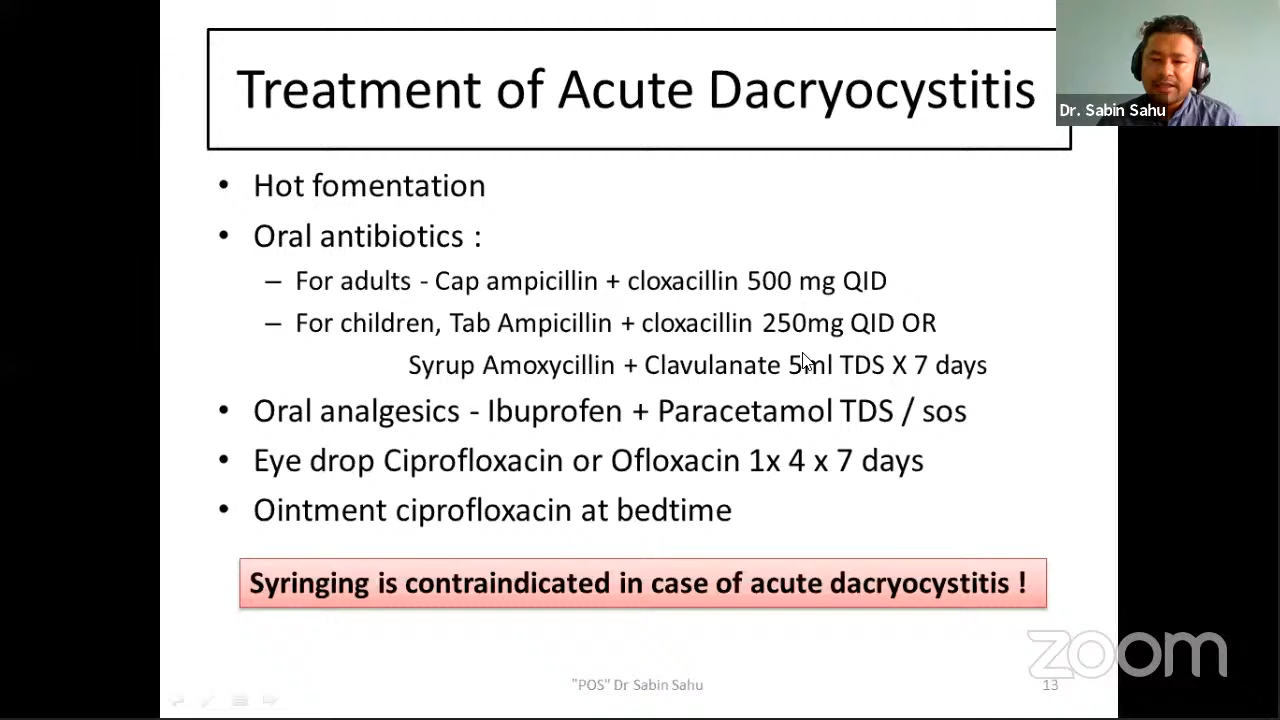 Treatment of Acute Dacryocystitis
Dr. Sabin Sahu
• Hot fomentation
• Oral antibiotics :
– For adults - Cap ampicillin + cloxacillin 500 mg QID
– For children, Tab Ampicillin + cloxacillin 250mg QID OR
Syrup Amoxycillin + Clavulanate 5ml TDS X 7 days
• Oral analgesics - Ibuprofen + Paracetamol TDS / sos
• Eye drop Ciprofloxacin or Ofloxacin 1x 4 x 7 days
• Ointment ciprofloxacin at bedtime
Syringing is contraindicated in case of acute dacryocystitis !
zoom
"POS" Dr Sabin Sahu
13